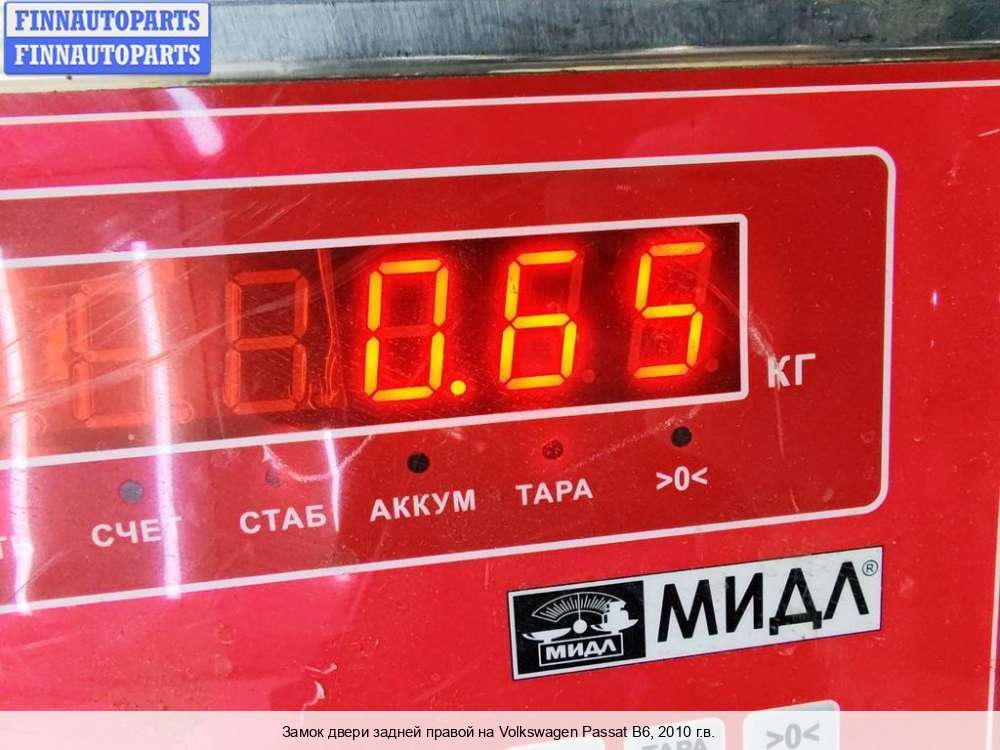 FINNAUTOPARTS
FINNAUTOPARTS
0.65
КГ
СЧЕТ СТАБ АККУМ ТАРА >0<
МИДЛ®
МИДЛ
ТАРА >0<
Замок двери задней правой на Volkswagen Passat B6, 2010 г.в.